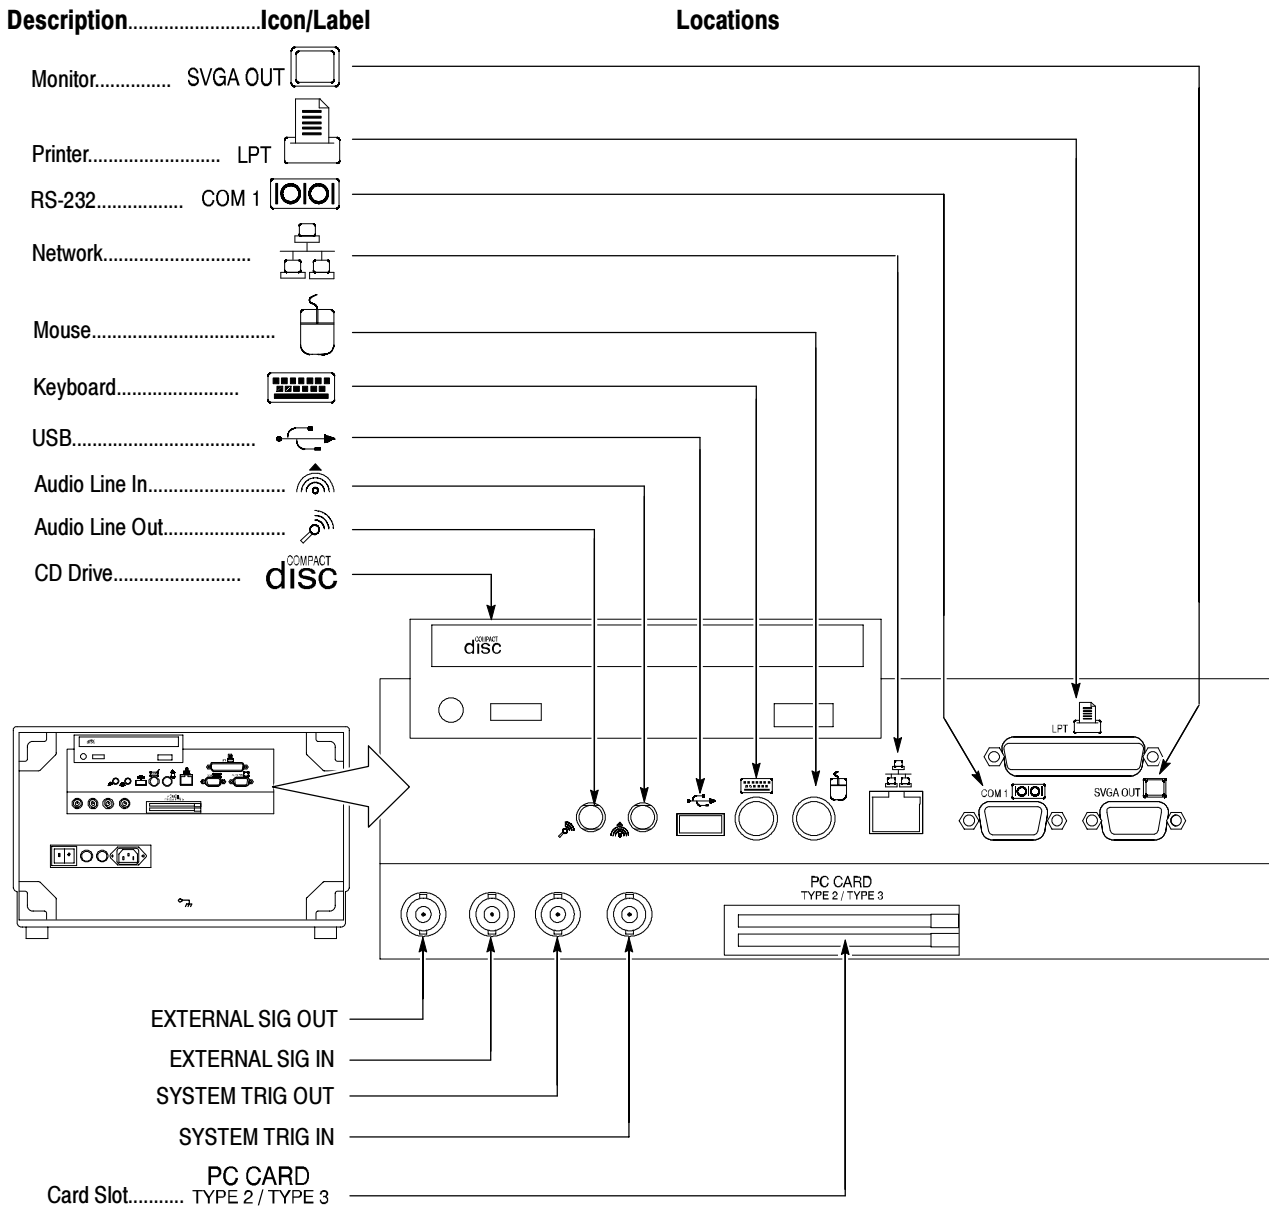 Description..........................Icon/Label
Locations
Monitor............... SVGA OUT
Printer.......................... LPT
RS-232................. COM 1
Network.............................
Mouse....................................
Keyboard........................
USB....................................
Audio Line In...........................
Audio Line Out........................
CD Drive.........................
COMPACT
disc
COMPACT
disc
LPT
COM 1
SVGA OUT
PC CARD
TYPE 2 / TYPE 3
EXTERNAL SIG OUT
EXTERNAL SIG IN
SYSTEM TRIG OUT
SYSTEM TRIG IN
Card Slot........... PC CARD
TYPE 2 / TYPE 3